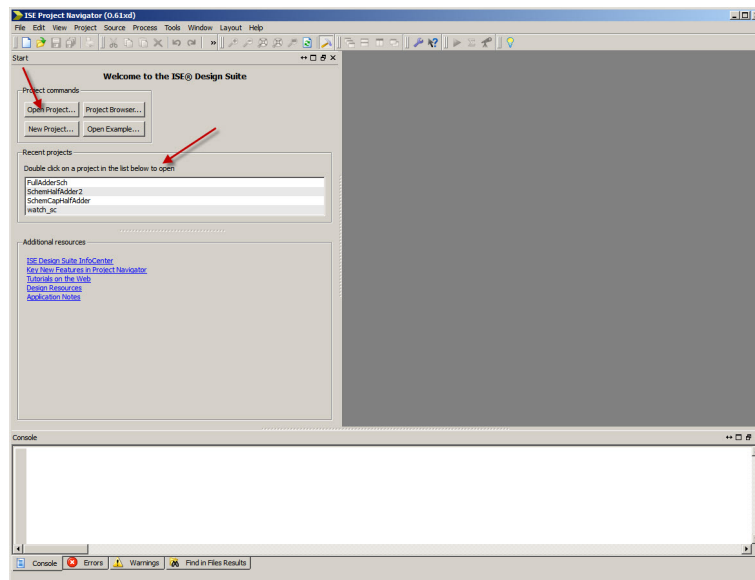 ISE Project Navigator (O.61xd)
File Edit View Project Source Process Tools Window Layout Help
Start
Welcome to the ISE® Design Suite
Project commands
Open Project... Project Browser...
New Project... Open Example...
Recent projects
Double click on a project in the list below to open
FullAdderSch
SchemHalfAdder2
SchemCapHalfAdder
watch_sc
Additional resources
ISE Design Suite InfoCenter
Key New Features in Project Navigator
Tutorials on the Web
Design Resources
Application Notes
Console
Console Errors Warnings Find in Files Results